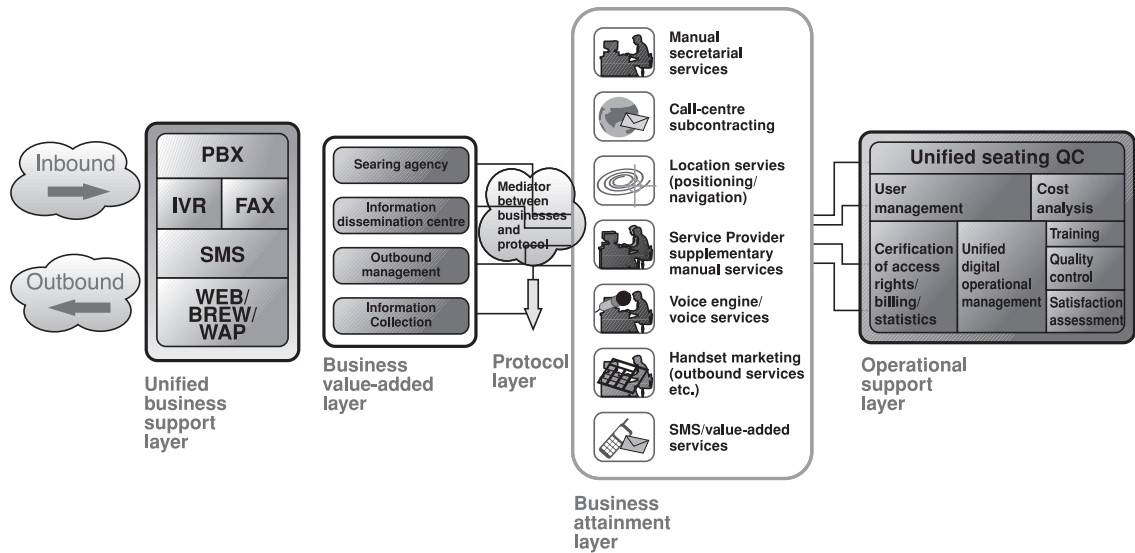 Inbound
Outbound
PBX
IVR
FAX
SMS
WEB/
BREW/
WAP
Unified
business
support
layer
Searing agency
Information
dissemination centre
Outbound
management
Information
Collection
Business
value-added
layer
Mediator
between
businesses
and
protocol
Protocol
layer
Manual
secretarial
services
Call-centre
subcontracting
Location servies
(positioning/
navigation)
Service Provider
supplementary
manual services
Voice engine/
voice services
Handset marketing
(outbound services
etc.)
SMS/value-added
services
Business
attainment
layer
Unified seating QC
User
management
Cost
analysis
Cerification
of access
rights/
billing/
statistics
Unified
digital
operational
management
Training
Quality
control
Satisfaction
assessment
Operational
support
layer